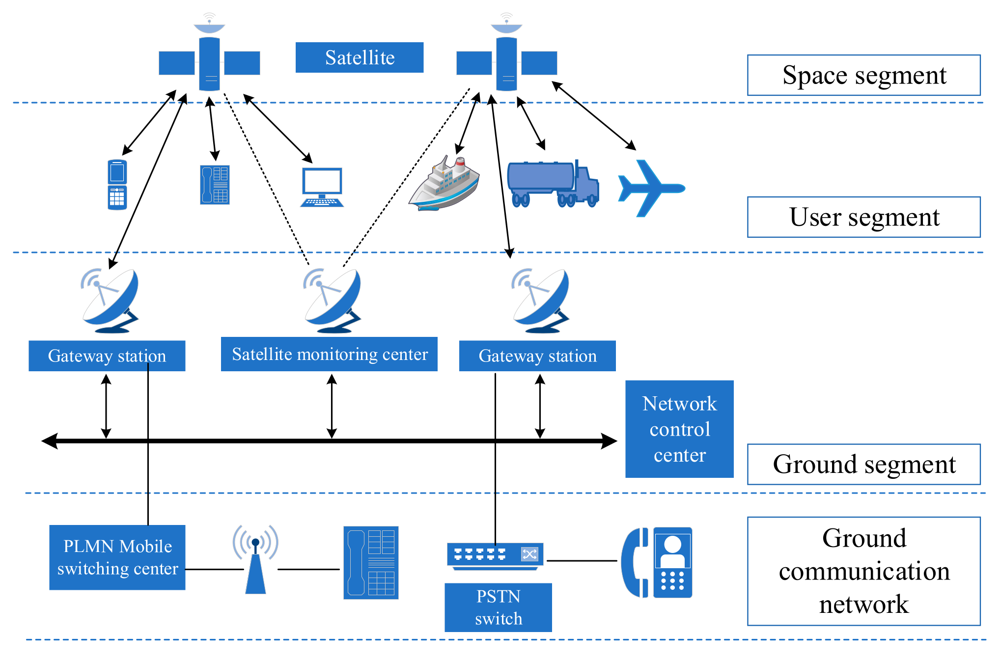 Satellite
Space segment
User segment
Gateway station
Satellite monitoring center
Gateway station
Network
control
center
Ground segment
PLMN Mobile
switching center
PSTN
switch
Ground
communication
network